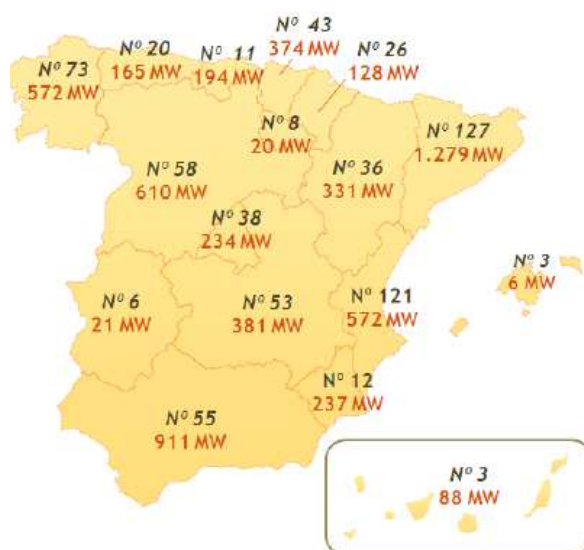 Nº 43
374 MW
Nº 20
165 MW
Nº 11
194 MW
Nº 26
128 MW
Nº 73
572 MW
Nº 8
20 MW
Nº 127
1.279 MW
Nº 58
610 MW
Nº 36
331 MW
Nº 38
234 MW
Nº 3
6 MW
Nº 6
21 MW
Nº 53
381 MW
Nº 121
572 MW
Nº 12
237 MW
Nº 55
911 MW
Nº 3
88 MW